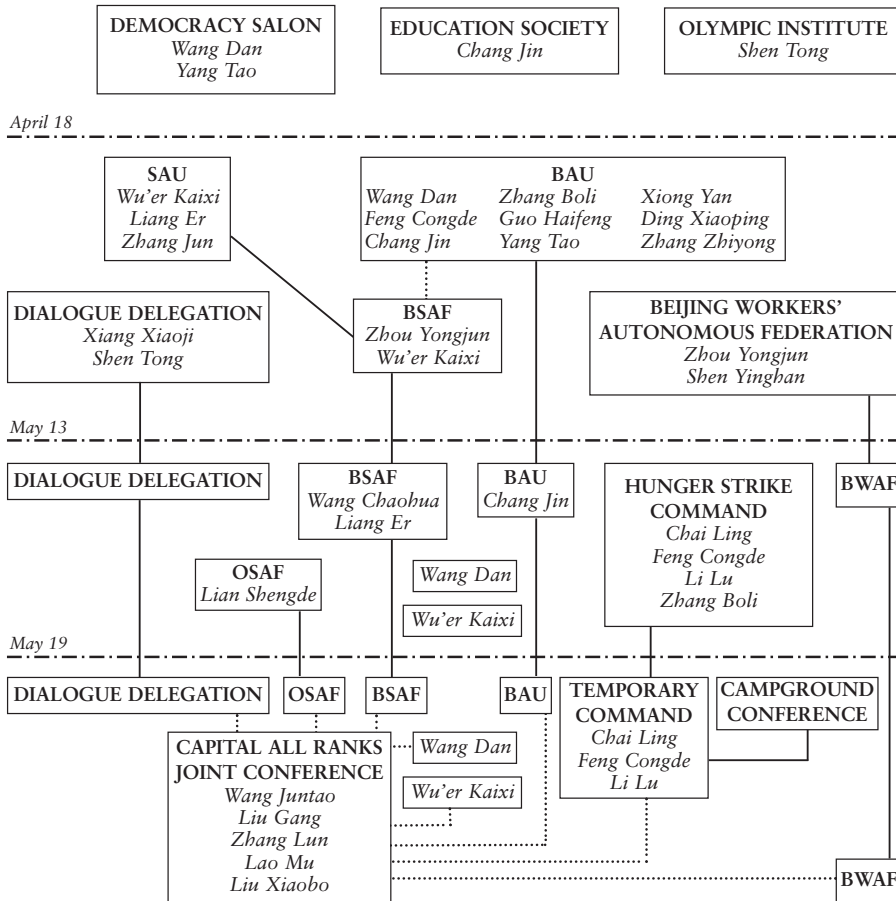 DEMOCRACY SALON
Wang Dan
Yang Tao
EDUCATION SOCIETY
Chang Jin
OLYMPIC INSTITUTE
Shen Tong
April 18
SAU
Wu'er Kaixi
Liang Er
Zhang Jun
BAU
Wang Dan Zhang Boli Xiong Yan
Feng Congde Guo Haifeng Ding Xiaoping
Chang Jin Yang Tao Zhang Zhiyong
DIALOGUE DELEGATION
Xiang Xiaoji
Shen Tong
BSAF
Zhou Yongjun
Wu'er Kaixi
BEIJING WORKERS'
AUTONOMOUS FEDERATION
Zhou Yongjun
Shen Yinghan
May 13
DIALOGUE DELEGATION
BSAF
Wang Chaohua
Liang Er
BAU
Chang Jin
HUNGER STRIKE
COMMAND
Chai Ling
Feng Congde
Li Lu
Zhang Boli
BWAF
OSAF
Lian Shengde
Wang Dan
Wu'er Kaixi
May 19
DIALOGUE DELEGATION
OSAF
BSAF
BAU
TEMPORARY
COMMAND
Chai Ling
Feng Congde
Li Lu
CAMPGROUND
CONFERENCE
CAPITAL ALL RANKS
JOINT CONFERENCE
Wang Juntao
Liu Gang
Zhang Lun
Lao Mu
Liu Xiaobo
Wang Dan
Wu'er Kaixi
BWAF